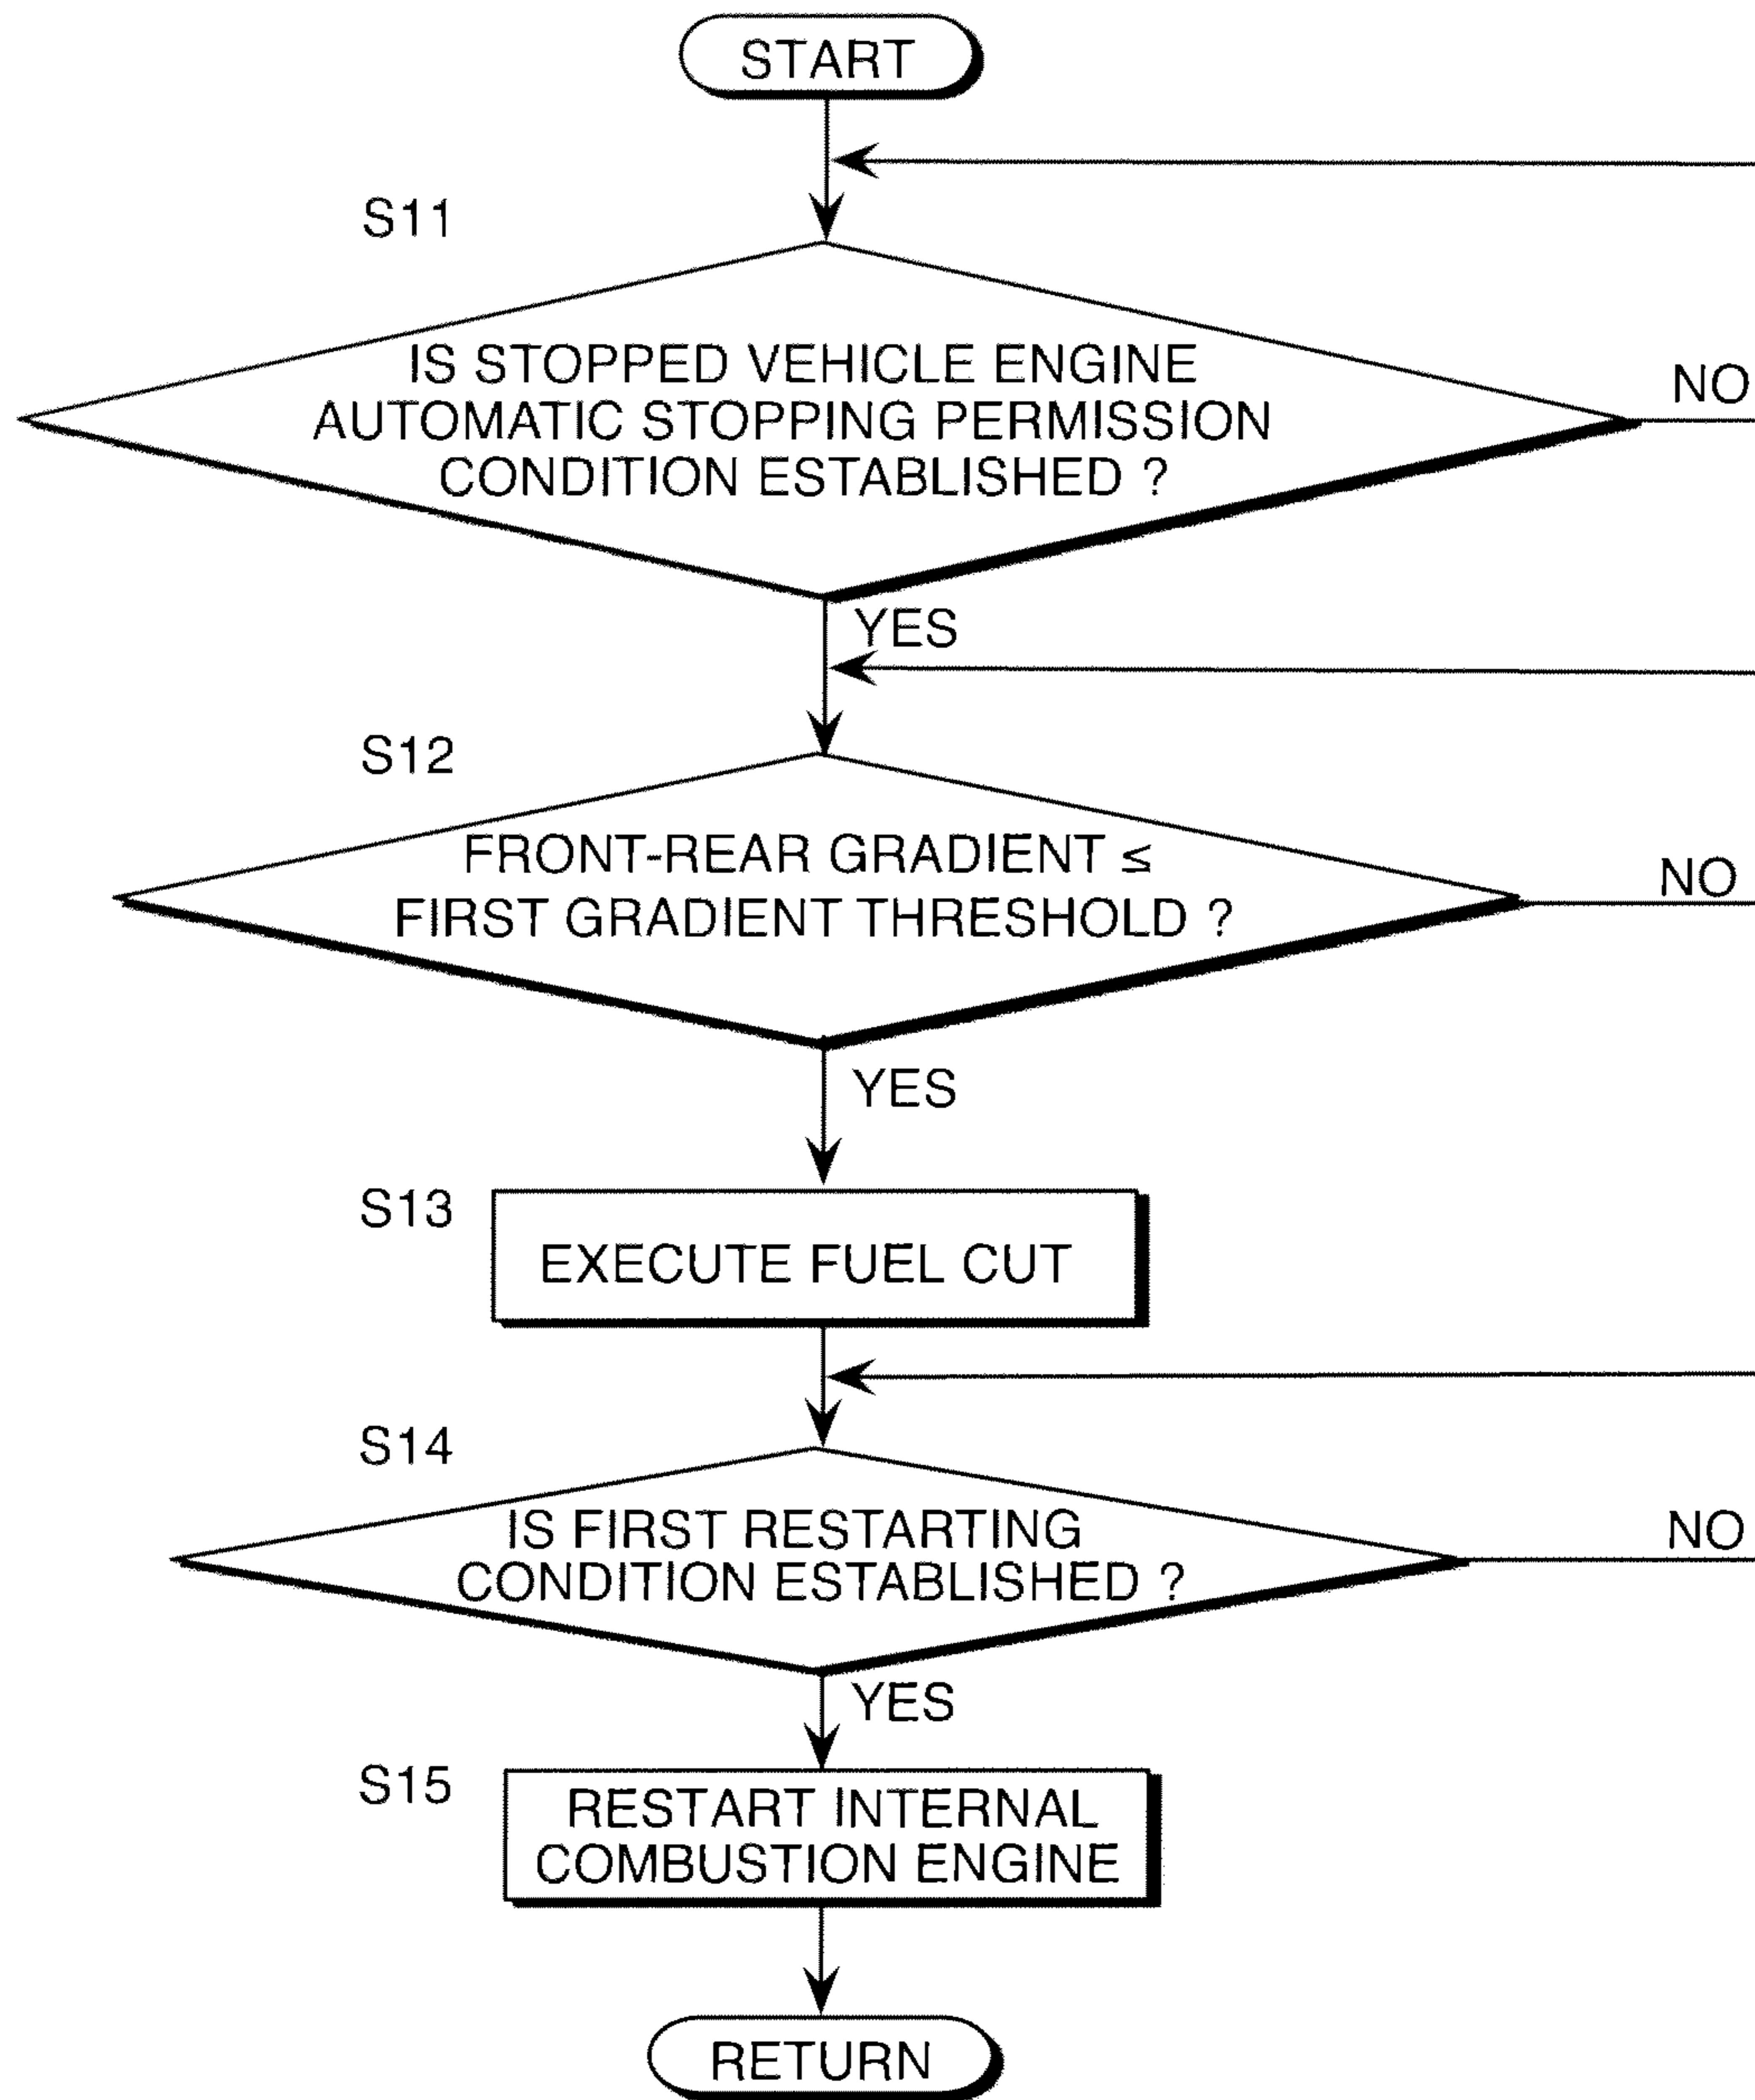 START
S11
IS STOPPED VEHICLE ENGINE
AUTOMATIC STOPPING PERMISSION
CONDITION ESTABLISHED ?
NO
YES
S12
FRONT-REAR GRADIENT ≤
FIRST GRADIENT THRESHOLD ?
NO
YES
S13
EXECUTE FUEL CUT
S14
IS FIRST RESTARTING
CONDITION ESTABLISHED ?
NO
YES
S15
RESTART INTERNAL
COMBUSTION ENGINE
RETURN